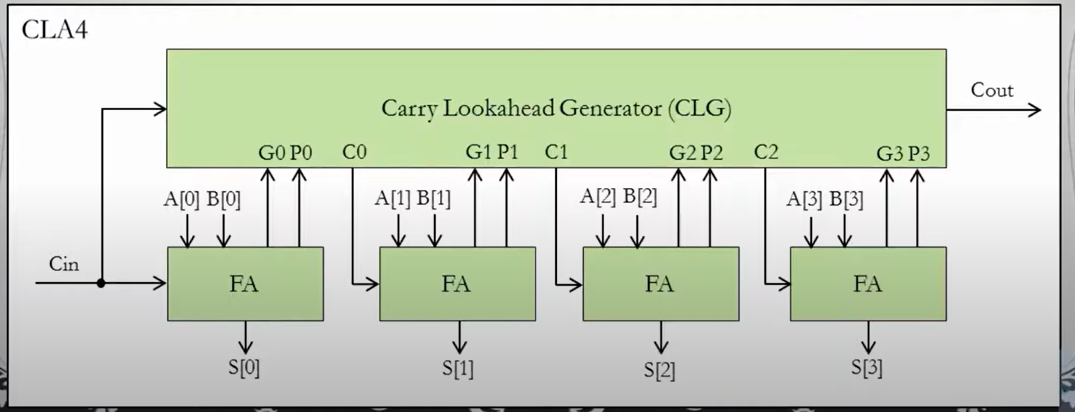 CLA4
Carry Lookahead Generator (CLG)
Cout
G0 P0 C0 G1 P1 C1 G2 P2 C2 G3 P3
A[0] B[0] A[1] B[1] A[2] B[2] A[3] B[3]
Cin
FA FA FA FA
S[0] S[1] S[2] S[3]